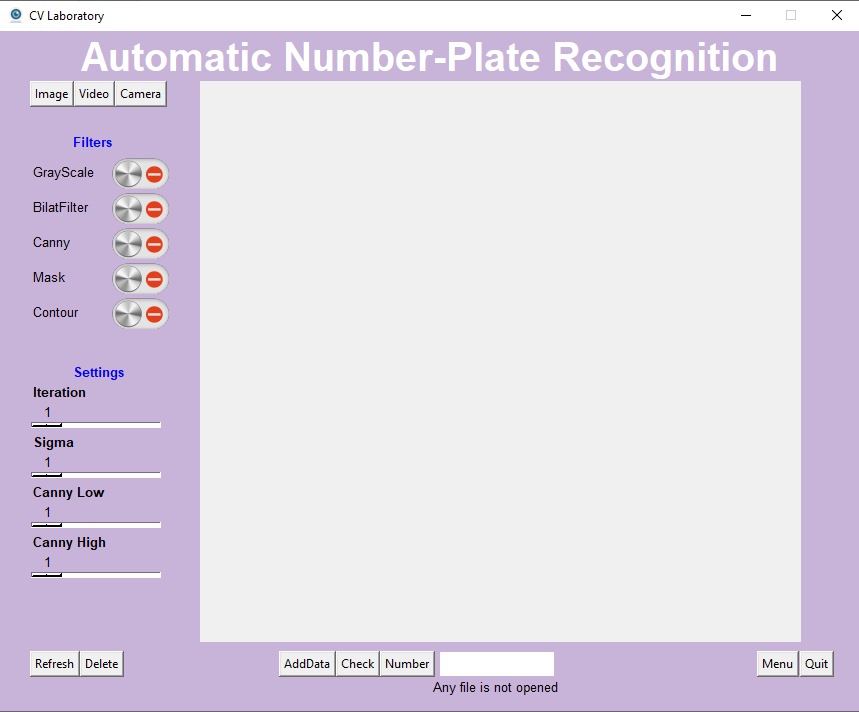 CV Laboratory
Automatic Number-Plate Recognition
Image Video Camera
Filters
GrayScale
BilatFilter
Canny
Mask
Contour
Settings
Iteration
1
Sigma
1
Canny Low
1
Canny High
1
Refresh Delete AddData Check Number Menu Quit
Any file is not opened